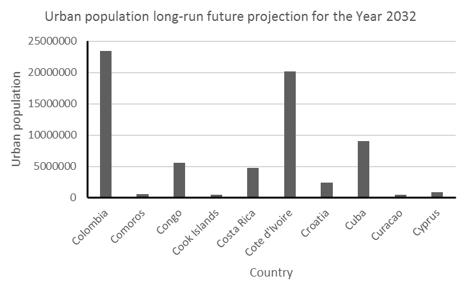 Urban population long-run future projection for the Year 2032
Urban population
25000000
20000000
15000000
10000000
5000000
0
Colombia
Comoros
Congo
Cook Islands
Costa Rica
Cote d'Ivoire
Croatia
Cuba
Curacao
Cyprus
Country